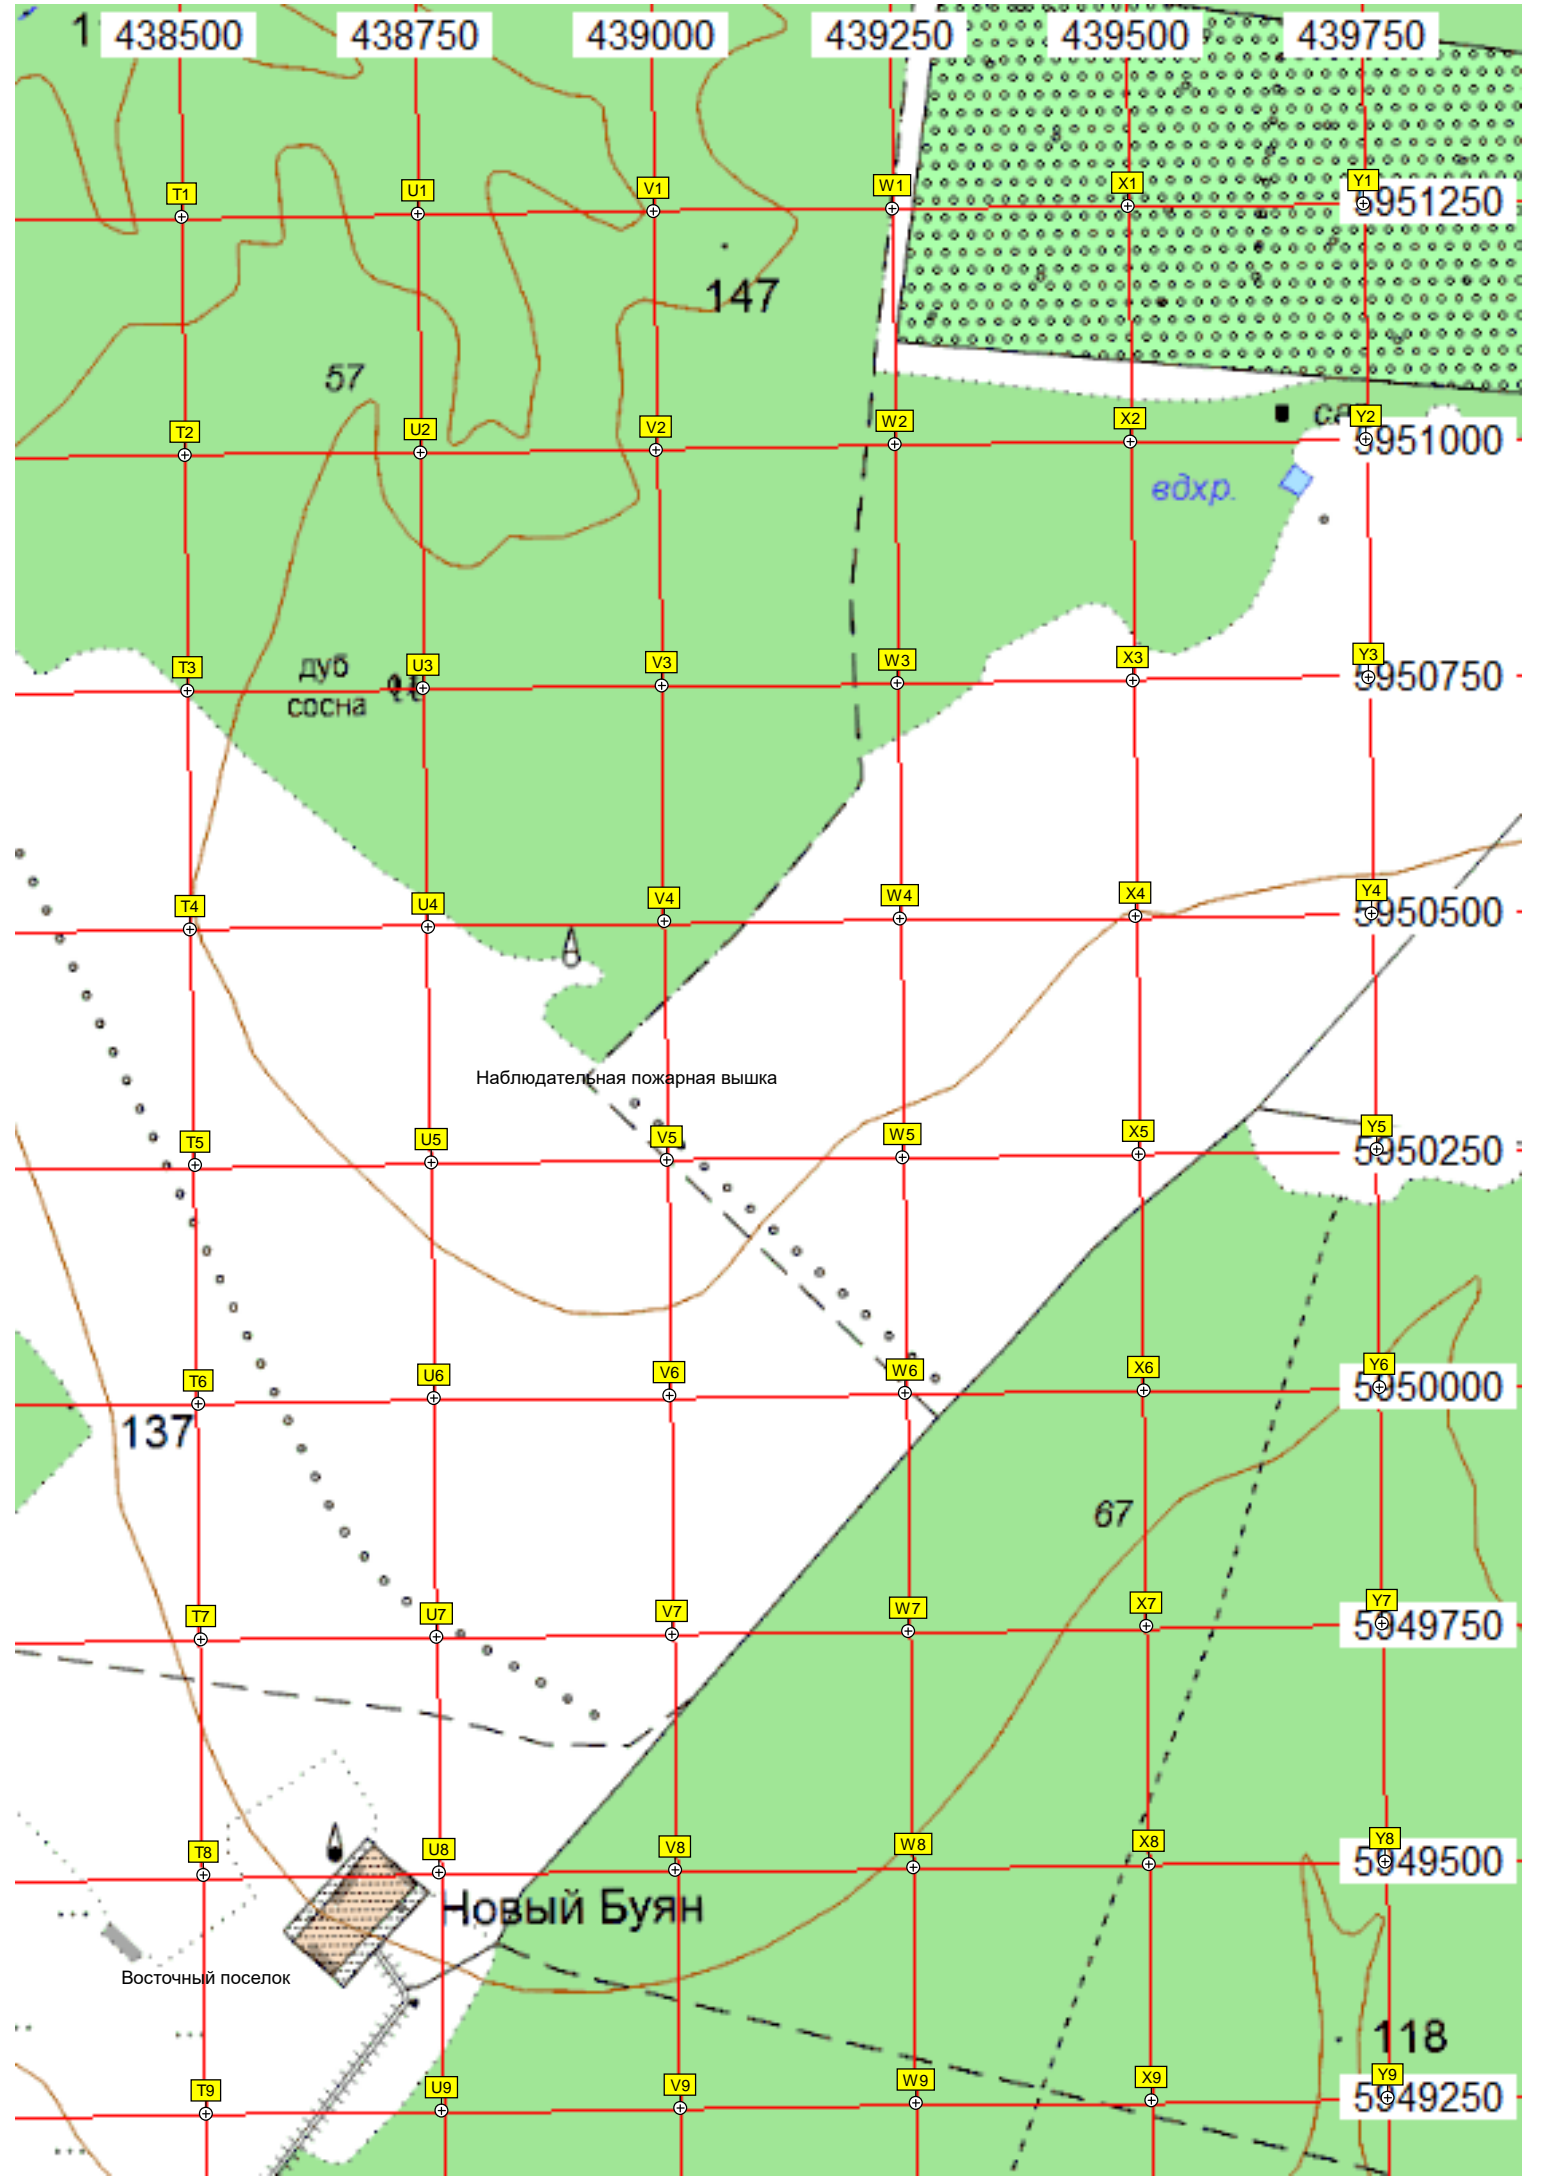 1
438500 438750 439000 439250 439500 439750
T1 U1 V1 W1 X1 Y1
5951250
147
57
T2 U2 V2 W2 X2 Y2
5951000
вдхр.
дуб
сосна
T3 U3 V3 W3 X3 Y3
5950750
T4 U4 V4 W4 X4 Y4
5950500
Наблюдательная пожарная вышка
T5 U5 V5 W5 X5 Y5
5950250
T6 U6 V6 W6 X6 Y6
5950000
137
67
T7 U7 V7 W7 X7 Y7
5949750
T8 U8 V8 W8 X8 Y8
5949500
Новый Буян
Восточный поселок
118
T9 U9 V9 W9 X9 Y9
5949250